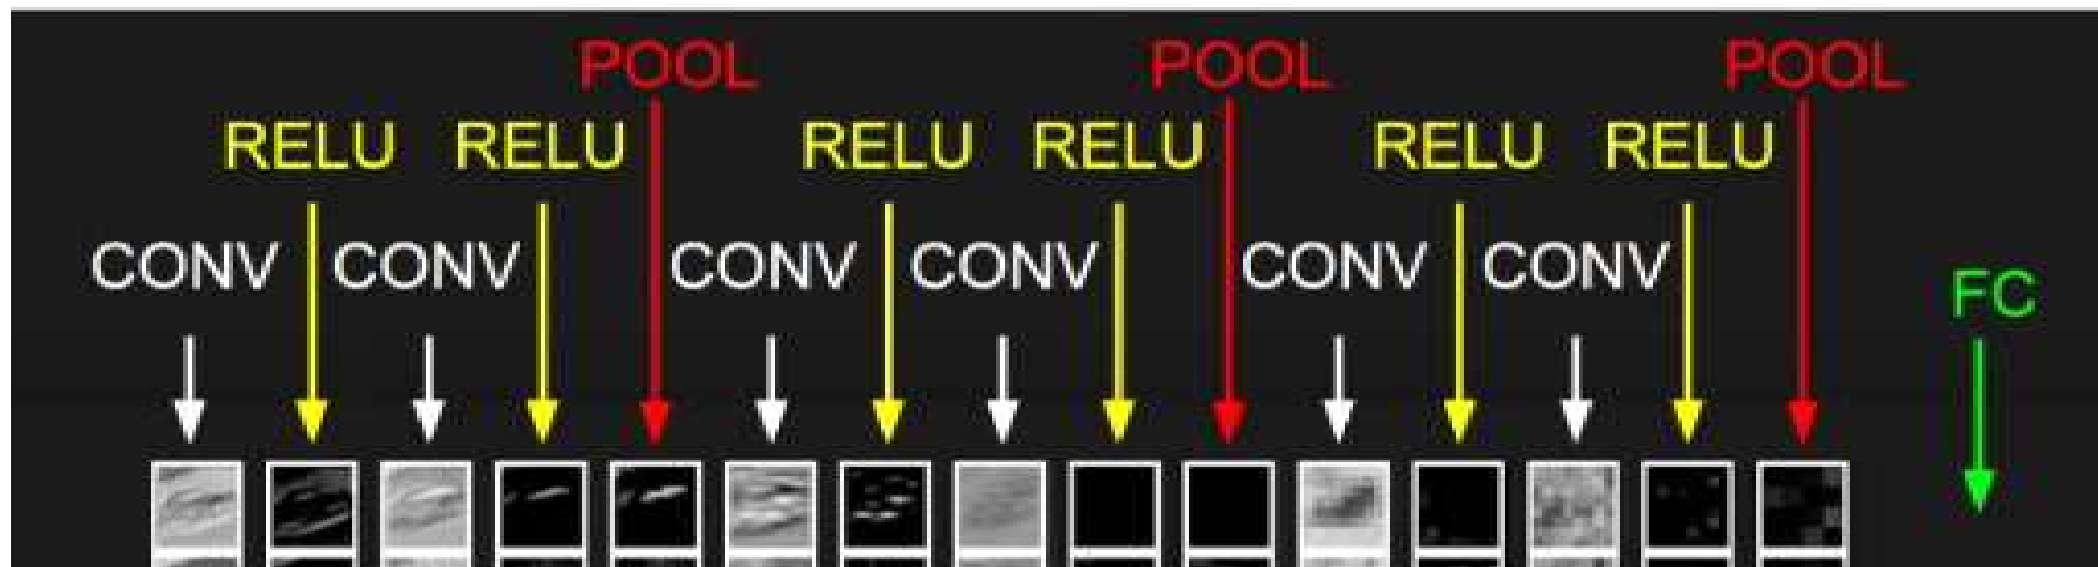 POOL POOL POOL
RELU RELU RELU RELU RELU RELU
CONV CONV CONV CONV CONV CONV
FC